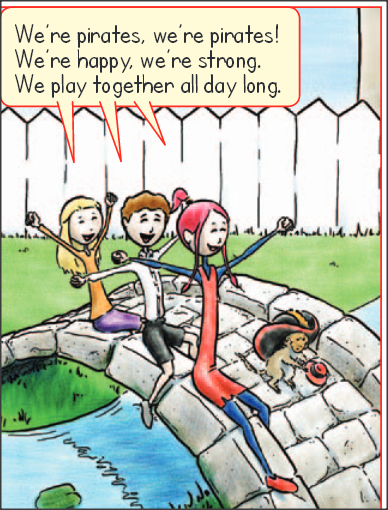 We're pirates, we're pirates!
We're happy, we're strong.
We play together all day long.